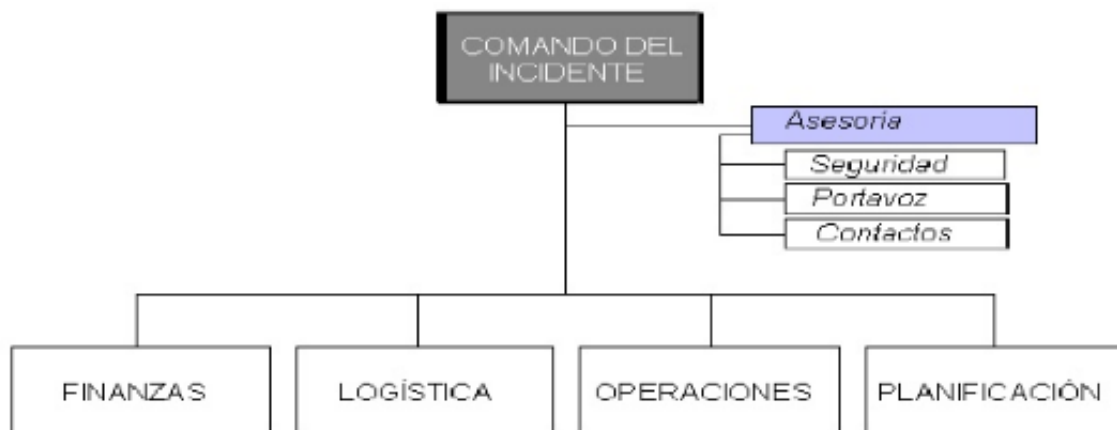 COMANDO DEL
INCIDENTE
Asesoria
Seguridad
Portavoz
Contactos
FINANZAS
LOGÍSTICA
OPERACIONES
PLANIFICACIÓN